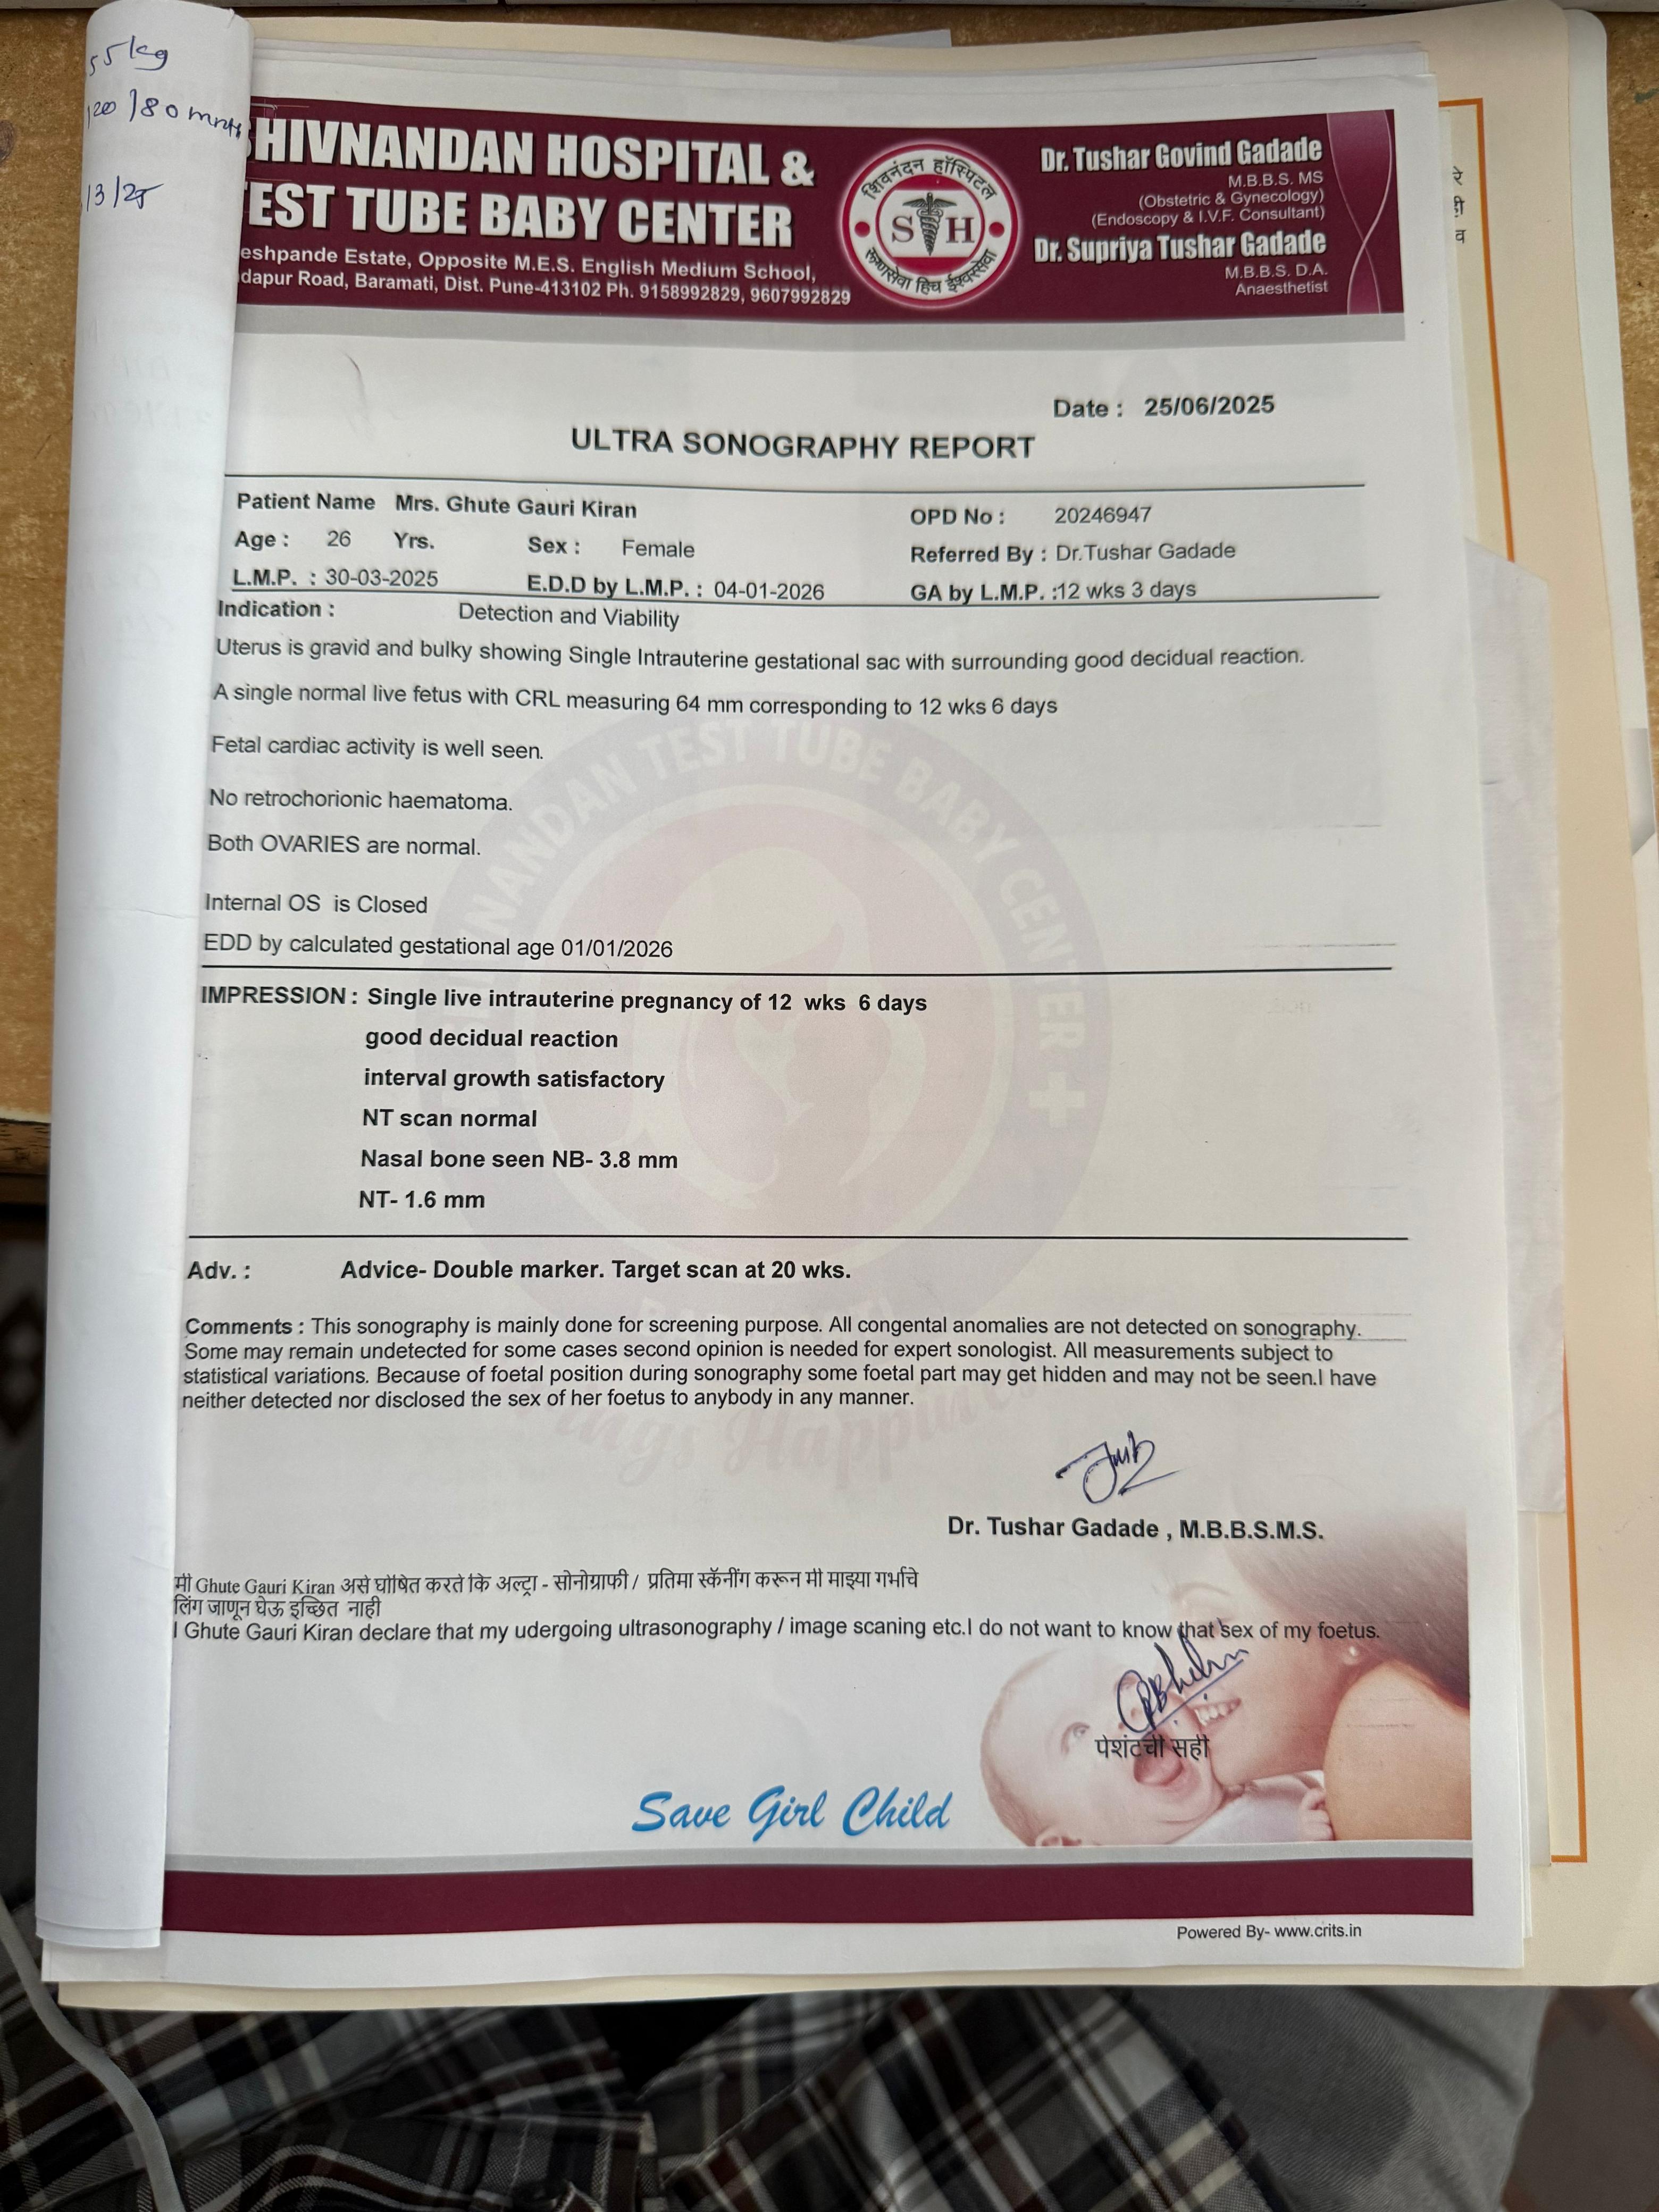 55kg
120/80 mmHg
/3/25
HIVNANDAN HOSPITAL &
EST TUBE BABY CENTER
eshpande Estate, Opposite M.E.S. English Medium School,
dapur Road, Baramati, Dist. Pune-413102 Ph. 9158992829, 9607992829
शिवनंदन हॉस्पिटल
S H
रूग्णसेवा हिच ईश्वरसेवा
Dr. Tushar Govind Gadade
M.B.B.S. MS
(Obstetric & Gynecology)
(Endoscopy & I.V.F. Consultant)
Dr. Supriya Tushar Gadade
M.B.B.S. D.A.
Anaesthetist
रे
ही
व
Date : 25/06/2025
ULTRA SONOGRAPHY REPORT
Patient Name Mrs. Ghute Gauri Kiran OPD No : 20246947
Age : 26 Yrs. Sex : Female Referred By : Dr.Tushar Gadade
L.M.P. : 30-03-2025 E.D.D by L.M.P. : 04-01-2026 GA by L.M.P. :12 wks 3 days
Indication : Detection and Viability
Uterus is gravid and bulky showing Single Intrauterine gestational sac with surrounding good decidual reaction.
A single normal live fetus with CRL measuring 64 mm corresponding to 12 wks 6 days
Fetal cardiac activity is well seen.
No retrochorionic haematoma.
Both OVARIES are normal.
Internal OS is Closed
EDD by calculated gestational age 01/01/2026
IMPRESSION : Single live intrauterine pregnancy of 12 wks 6 days
good decidual reaction
interval growth satisfactory
NT scan normal
Nasal bone seen NB- 3.8 mm
NT- 1.6 mm
Adv. : Advice- Double marker. Target scan at 20 wks.
Comments : This sonography is mainly done for screening purpose. All congental anomalies are not detected on sonography.
Some may remain undetected for some cases second opinion is needed for expert sonologist. All measurements subject to
statistical variations. Because of foetal position during sonography some foetal part may get hidden and may not be seen.I have
neither detected nor disclosed the sex of her foetus to anybody in any manner.
Dr. Tushar Gadade , M.B.B.S.M.S.
मी Ghute Gauri Kiran असे घोषित करते कि अल्ट्रा - सोनोग्राफी / प्रतिमा स्कॅनींग करून मी माझ्या गर्भाचे
लिंग जाणून घेऊ इच्छित नाही
I Ghute Gauri Kiran declare that my udergoing ultrasonography / image scaning etc.I do not want to know that sex of my foetus.
पेशंटची सही
Save Girl Child
Powered By- www.crits.in
NANDAN TEST TUBE BABY CENTER +